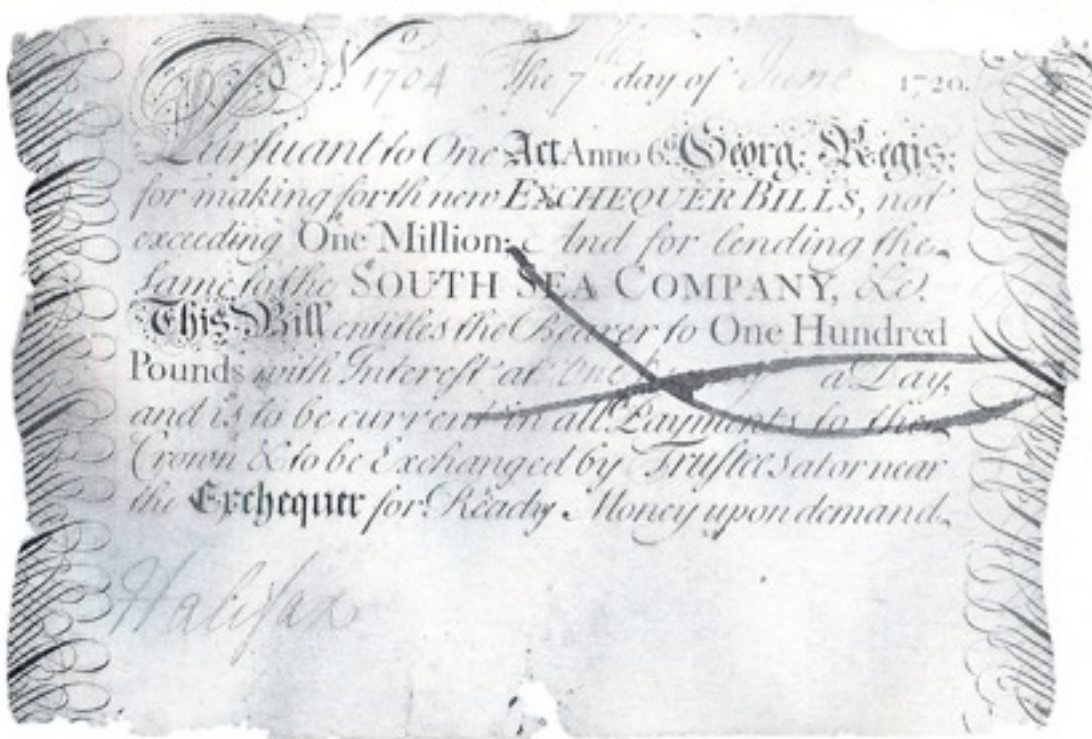 No 1704 The 7th day of June 1720.
Pursuant to One Act Anno 6o. Georg: Regis:
for making forth new EXCHEQUER BILLS, not
exceeding One Million; And for lending the
same to the SOUTH SEA COMPANY, &c.
This Bill entitles the Bearer to One Hundred
Pounds with Interest at One a Day,
and is to be current in all Payments to the
Crown & to be Exchanged by Trustees at or near
the Exchequer for Ready Money upon demand.
Halifax